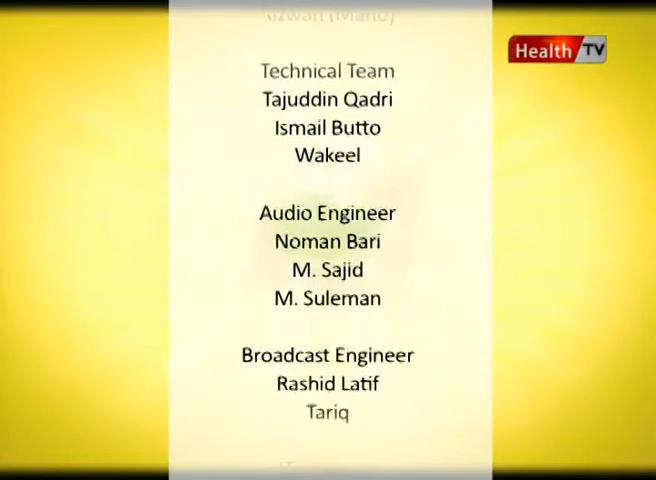 Health TV
Technical Team
Tajuddin Qadri
Ismail Butto
Wakeel
Audio Engineer
Noman Bari
M. Sajid
M. Suleman
Broadcast Engineer
Rashid Latif
Tariq